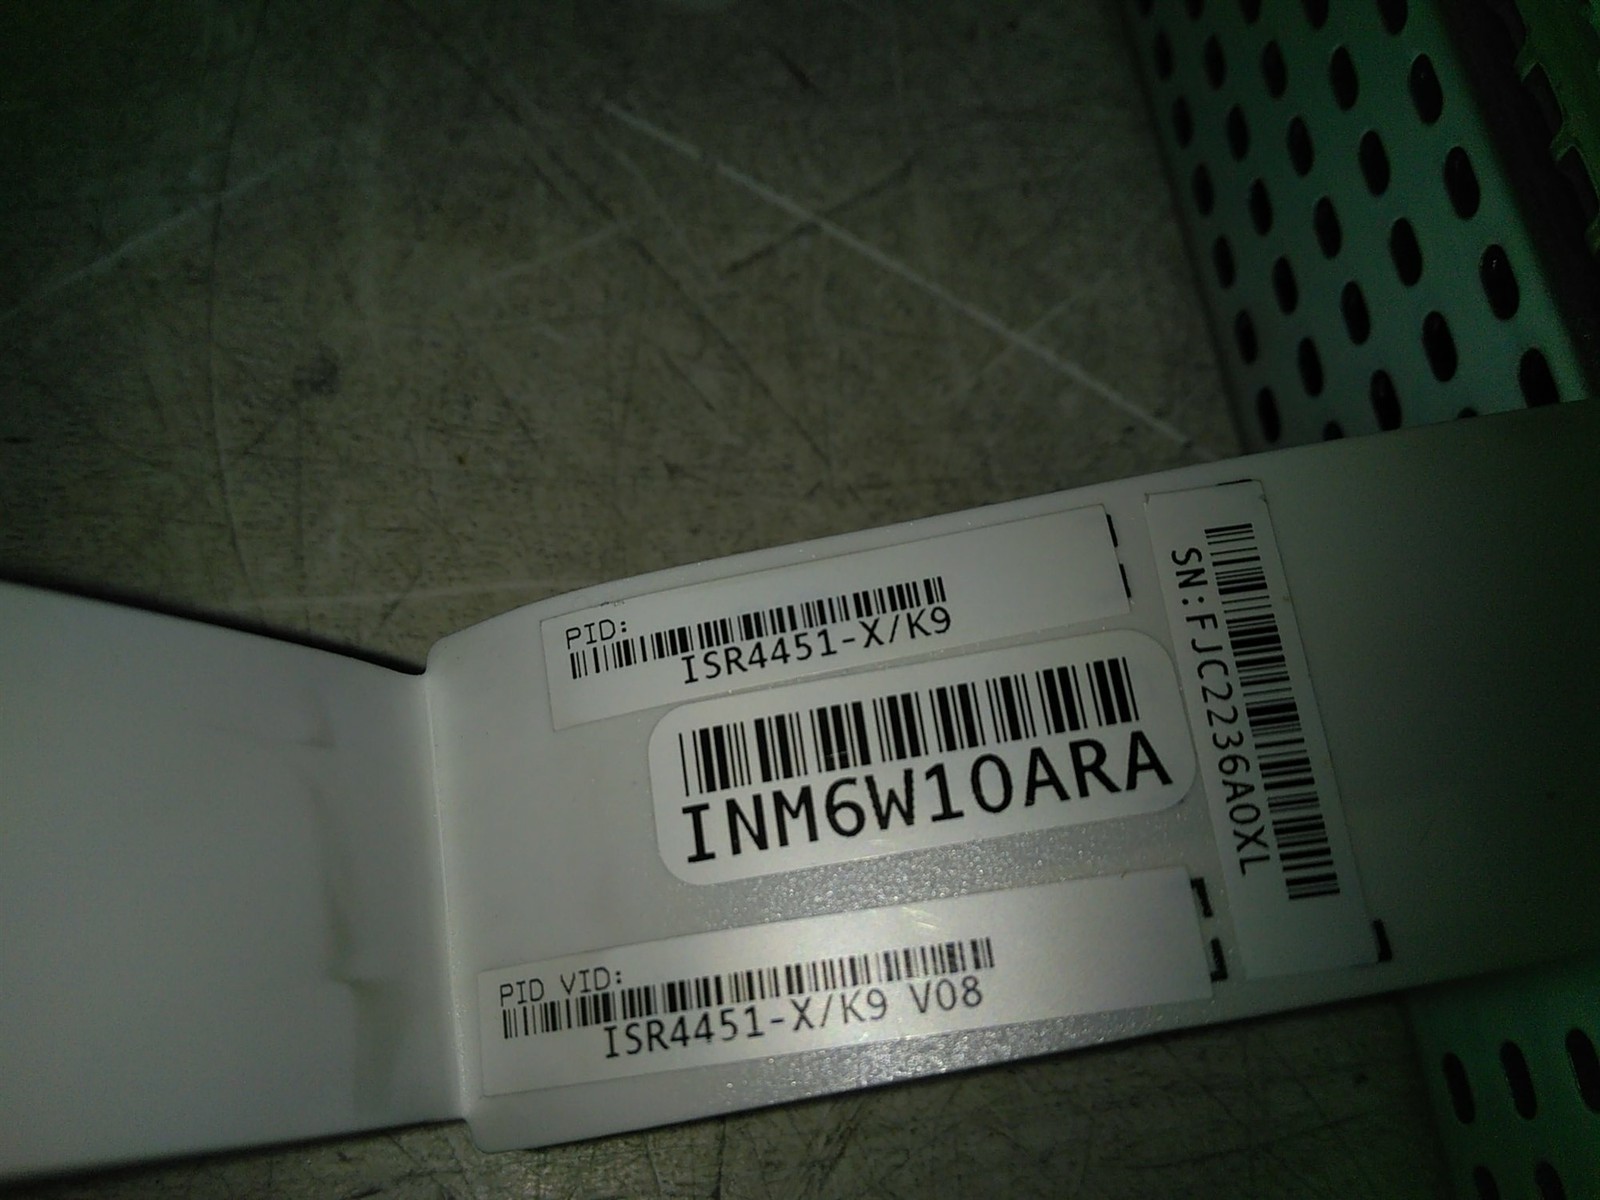 PID:
ISR4451-X/K9
INM6W10ARA
PID VID:
ISR4451-X/K9 V08
SN:FJC2236A0XL